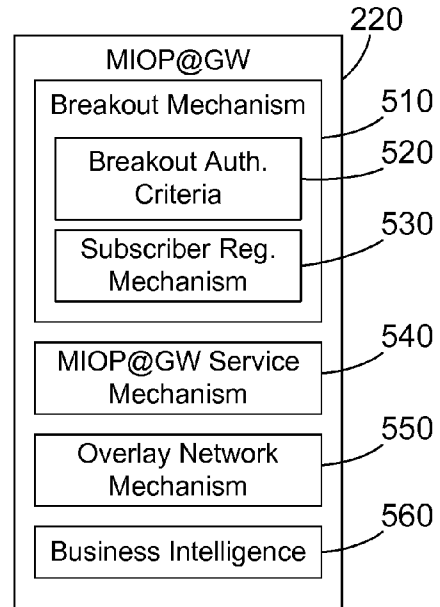 220
MIOP@GW
Breakout Mechanism
510
Breakout Auth.
Criteria
520
Subscriber Reg.
Mechanism
530
MIOP@GW Service
Mechanism
540
Overlay Network
Mechanism
550
Business Intelligence
560